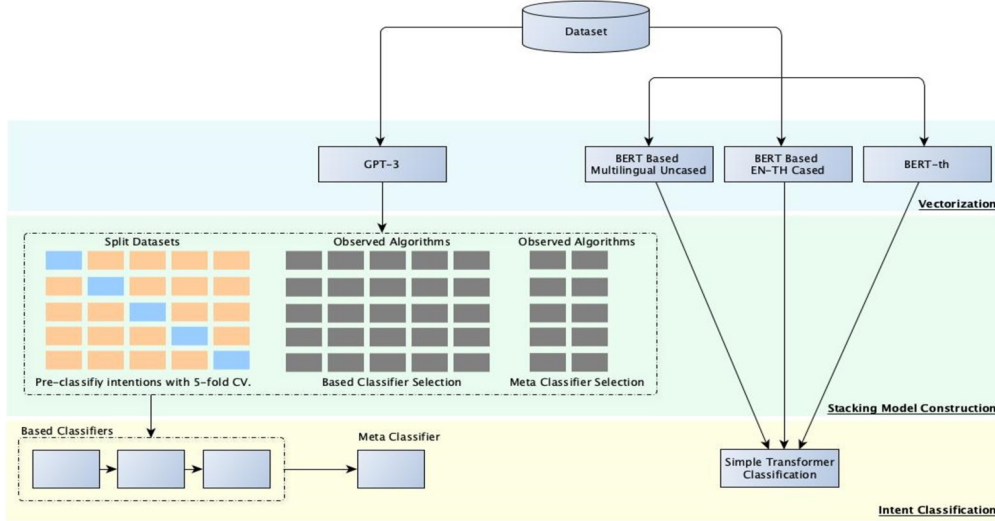 Dataset
GPT-3
BERT Based
Multilingual Uncased
BERT Based
EN-TH Cased
BERT-th
Vectorization
Split Datasets
Observed Algorithms
Observed Algorithms
Pre-classifiy intentions with 5-fold CV.
Based Classifier Selection
Meta Classifier Selection
Stacking Model Construction
Based Classifiers
Meta Classifier
Simple Transformer
Classification
Intent Classification